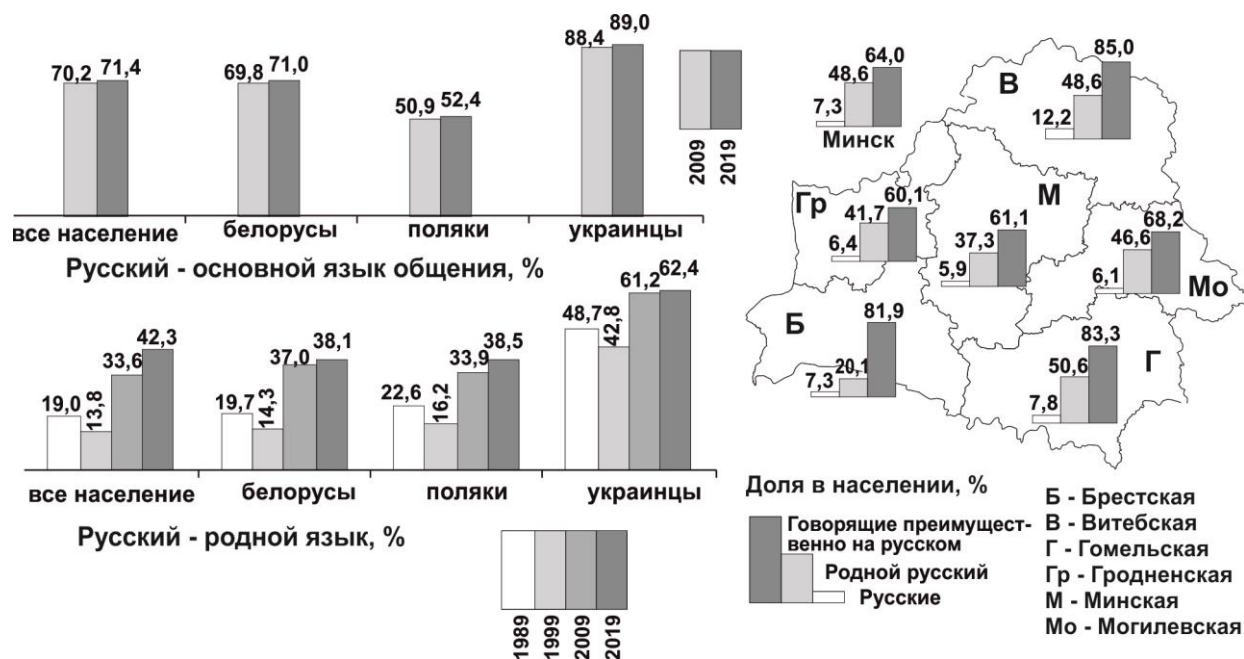 70,2 71,4
69,8 71,0
50,9 52,4
88,4 89,0
2009
2019
все население
белорусы
поляки
украинцы
Русский - основной язык общения, %
19,0 13,8 33,6 42,3
19,7 14,3 37,0 38,1
22,6 16,2 33,9 38,5
48,7 42,8 61,2 62,4
все население
белорусы
поляки
украинцы
Русский - родной язык, %
1989
1999
2009
2019
7,3 48,6 64,0
Минск
В
12,2 48,6 85,0
Гр
6,4 41,7 60,1
М
5,9 37,3 61,1
6,1 46,6 68,2
Мо
Б
7,3 20,1 81,9
7,8 50,6 83,3
Г
Доля в населении, %
Говорящие преимущест-
венно на русском
Родной русский
Русские
Б - Брестская
В - Витебская
Г - Гомельская
Гр - Гродненская
М - Минская
Мо - Могилевская